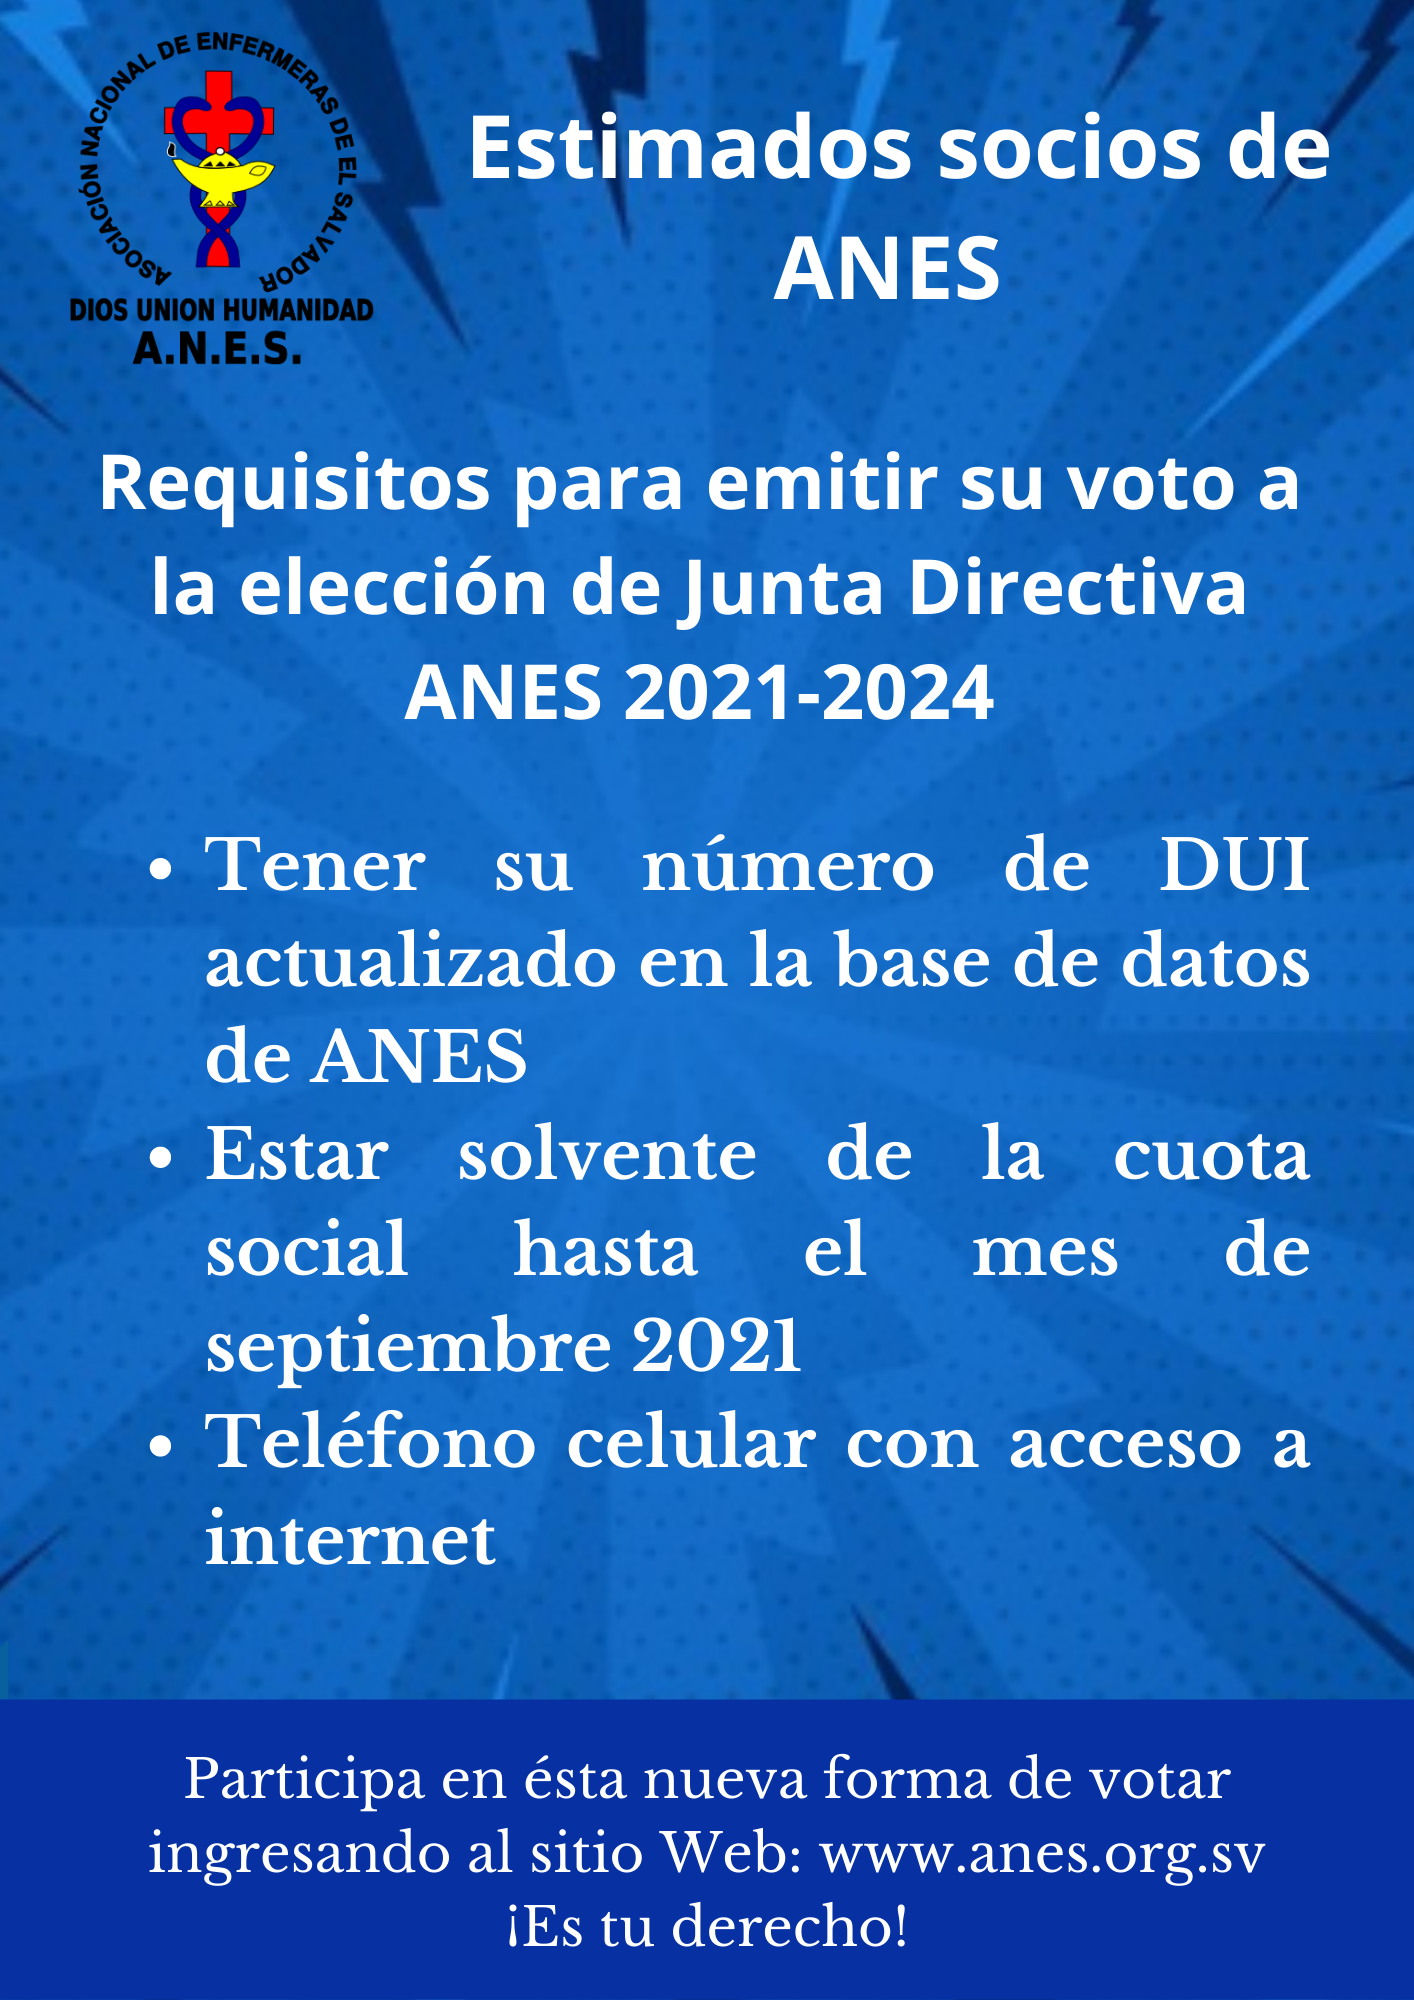 ASOCIACIÓN NACIONAL DE ENFERMERAS DE EL SALVADOR
DIOS UNION HUMANIDAD
A.N.E.S.
Estimados socios de
ANES
Requisitos para emitir su voto a
la elección de Junta Directiva
ANES 2021-2024
• Tener su número de DUI
actualizado en la base de datos
de ANES
• Estar solvente de la cuota
social hasta el mes de
septiembre 2021
• Teléfono celular con acceso a
internet
Participa en ésta nueva forma de votar
ingresando al sitio Web: www.anes.org.sv
¡Es tu derecho!